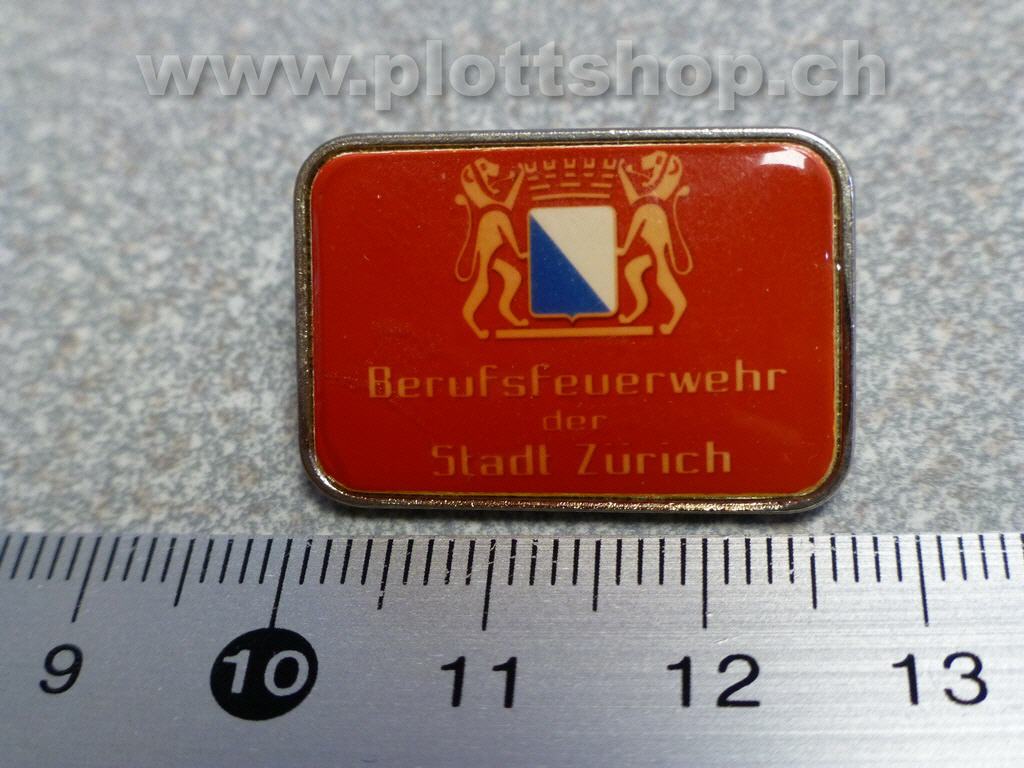 www.plottshop.ch
Berufsfeuerwehr
der
Stadt Zürich
9 10 11 12 13